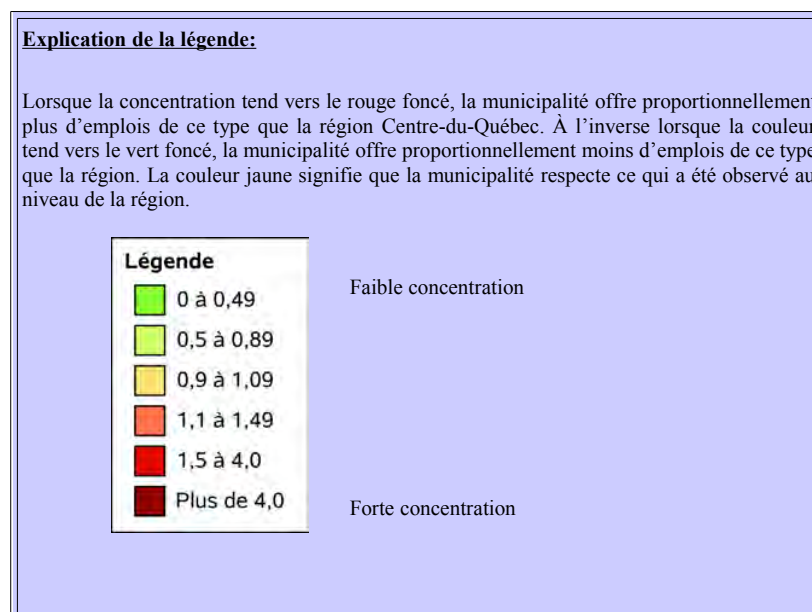 Explication de la légende:
Lorsque la concentration tend vers le rouge foncé, la municipalité offre proportionnellement
plus d’emplois de ce type que la région Centre-du-Québec. À l’inverse lorsque la couleur
tend vers le vert foncé, la municipalité offre proportionnellement moins d’emplois de ce type
que la région. La couleur jaune signifie que la municipalité respecte ce qui a été observé au
niveau de la région.
Légende
0 à 0,49
Faible concentration
0,5 à 0,89
0,9 à 1,09
1,1 à 1,49
1,5 à 4,0
Plus de 4,0
Forte concentration